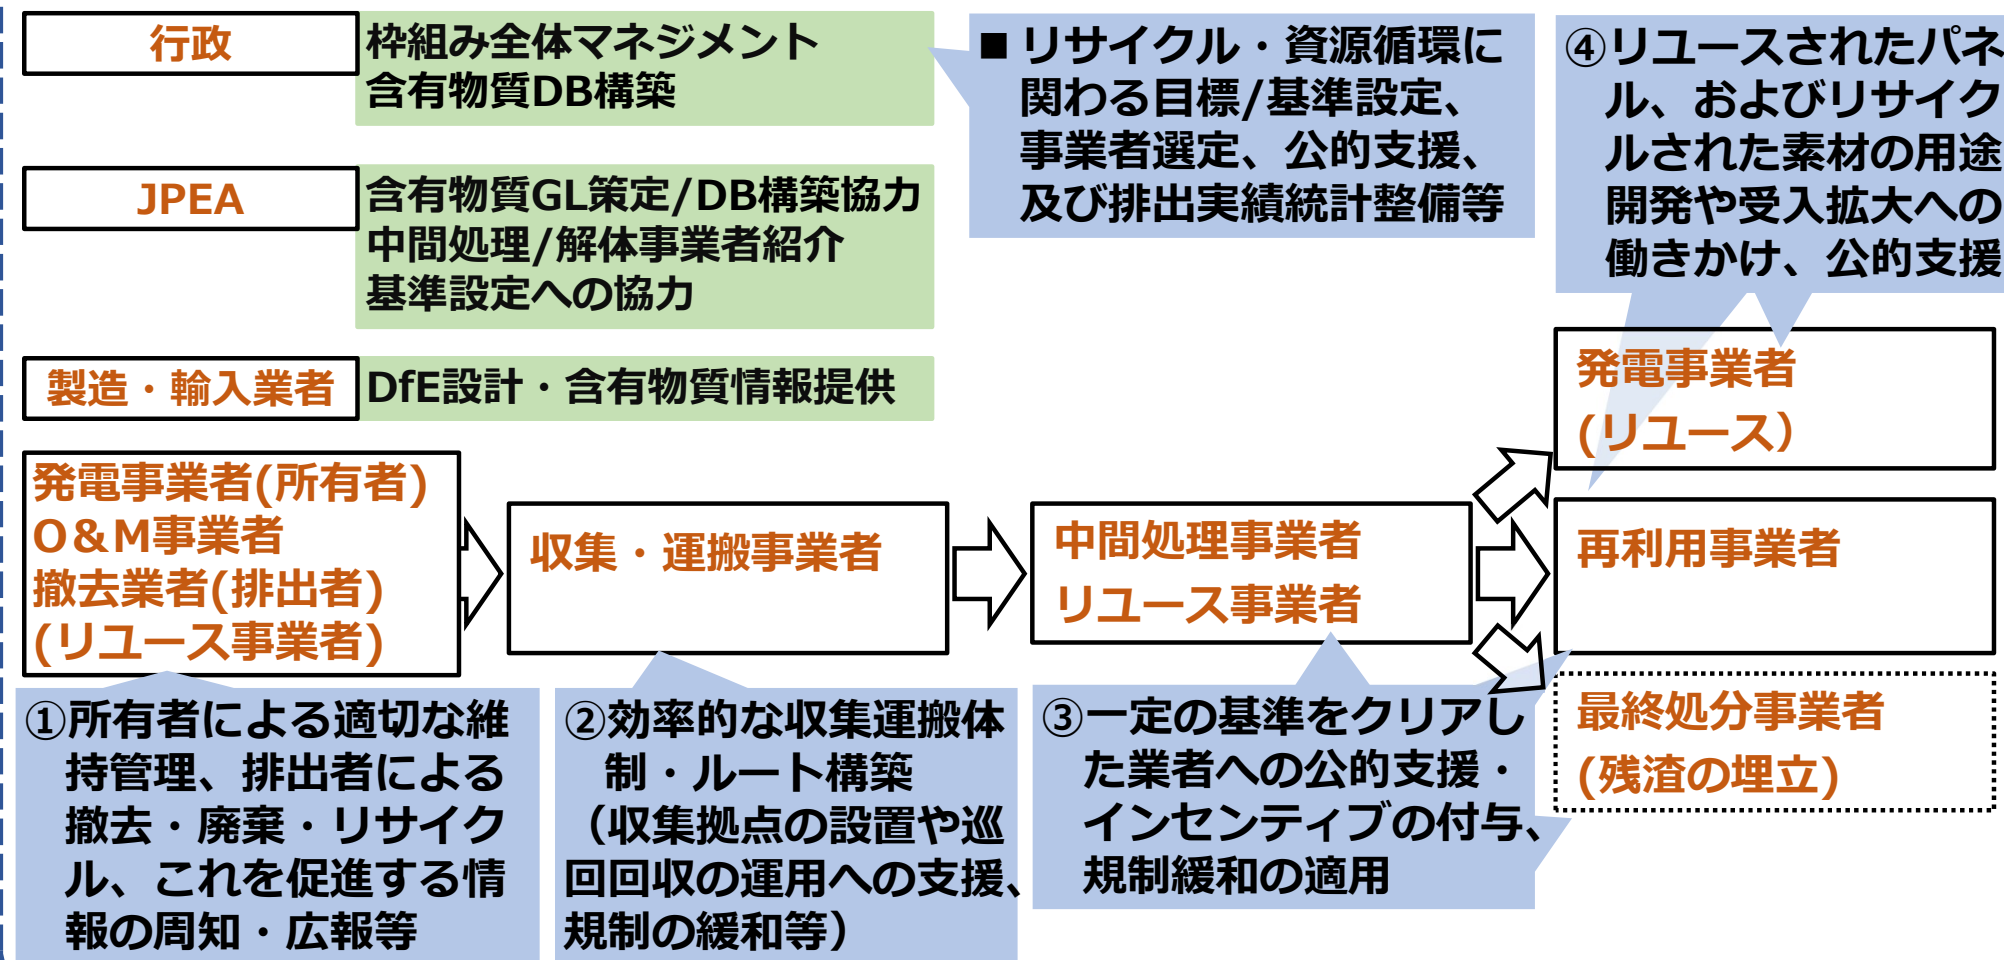 行政
枠組み全体マネジメント
含有物質DB構築
■ リサイクル・資源循環に
関わる目標/基準設定、
事業者選定、公的支援、
及び排出実績統計整備等
④リユースされたパネ
ル、およびリサイク
ルされた素材の用途
開発や受入拡大への
働きかけ、公的支援
JPEA
含有物質GL策定/DB構築協力
中間処理/解体事業者紹介
基準設定への協力
製造・輸入業者
DfE設計・含有物質情報提供
発電事業者(所有者)
O&M事業者
撤去業者(排出者)
(リユース事業者)
収集・運搬事業者
中間処理事業者
リユース事業者
発電事業者
(リユース）
再利用事業者
最終処分事業者
(残渣の埋立)
①所有者による適切な維
持管理、排出者による
撤去・廃棄・リサイク
ル、これを促進する情
報の周知・広報等
②効率的な収集運搬体
制・ルート構築
（収集拠点の設置や巡
回回収の運用への支援、
規制の緩和等）
③一定の基準をクリアし
た業者への公的支援・
インセンティブの付与、
規制緩和の適用